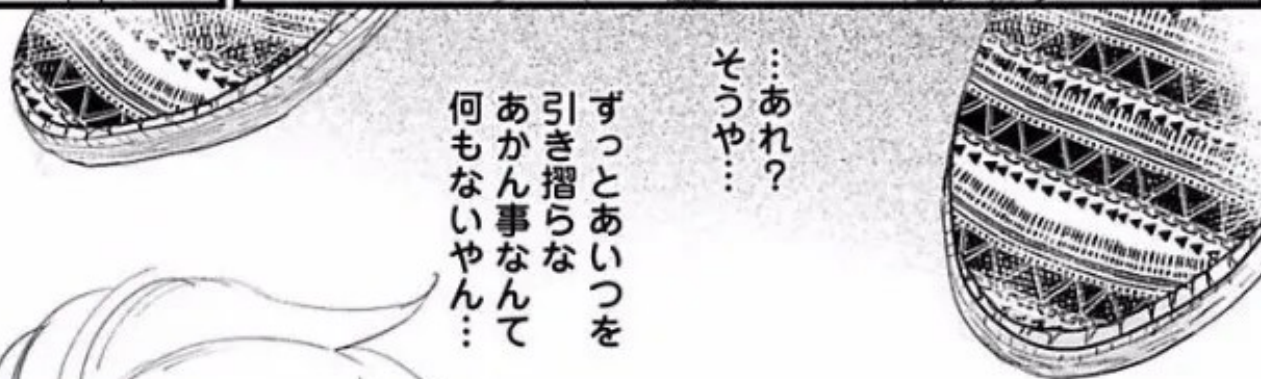 …あれ？
そうや…
ずっとあいつを
引き摺らな
あかん事なんて
何もないやん…